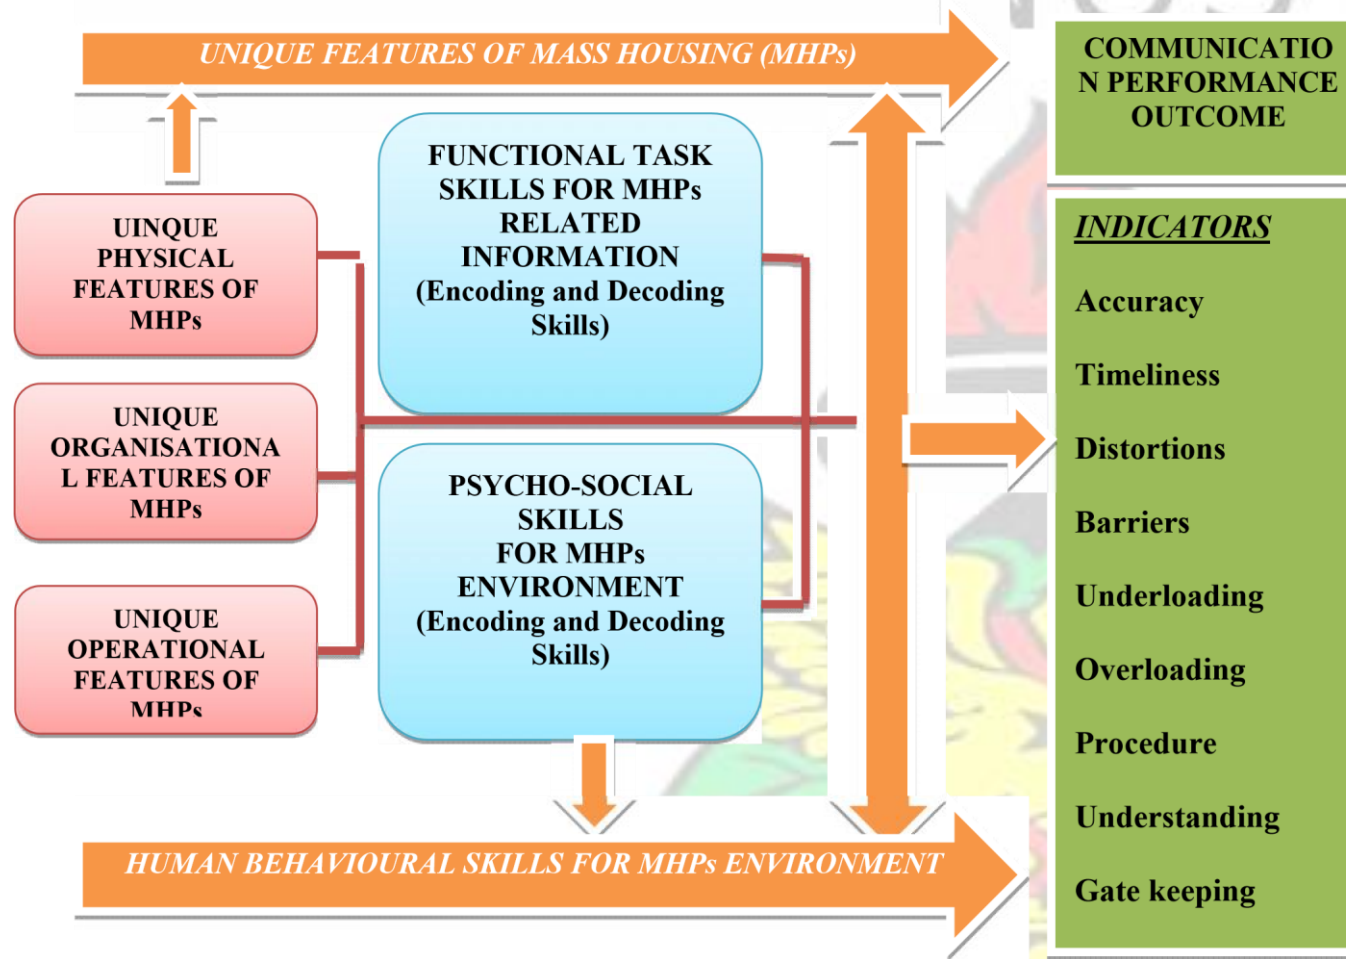 UNIQUE FEATURES OF MASS HOUSING (MHPs)
COMMUNICATIO
N PERFORMANCE
OUTCOME
UINQUE
PHYSICAL
FEATURES OF
MHPs
UNIQUE
ORGANISATIONA
L FEATURES OF
MHPs
UNIQUE
OPERATIONAL
FEATURES OF
MHPs
FUNCTIONAL TASK
SKILLS FOR MHPs
RELATED
INFORMATION
(Encoding and Decoding
Skills)
PSYCHO-SOCIAL
SKILLS
FOR MHPs
ENVIRONMENT
(Encoding and Decoding
Skills)
INDICATORS
Accuracy
Timeliness
Distortions
Barriers
Underloading
Overloading
Procedure
Understanding
Gate keeping
HUMAN BEHAVIOURAL SKILLS FOR MHPs ENVIRONMENT